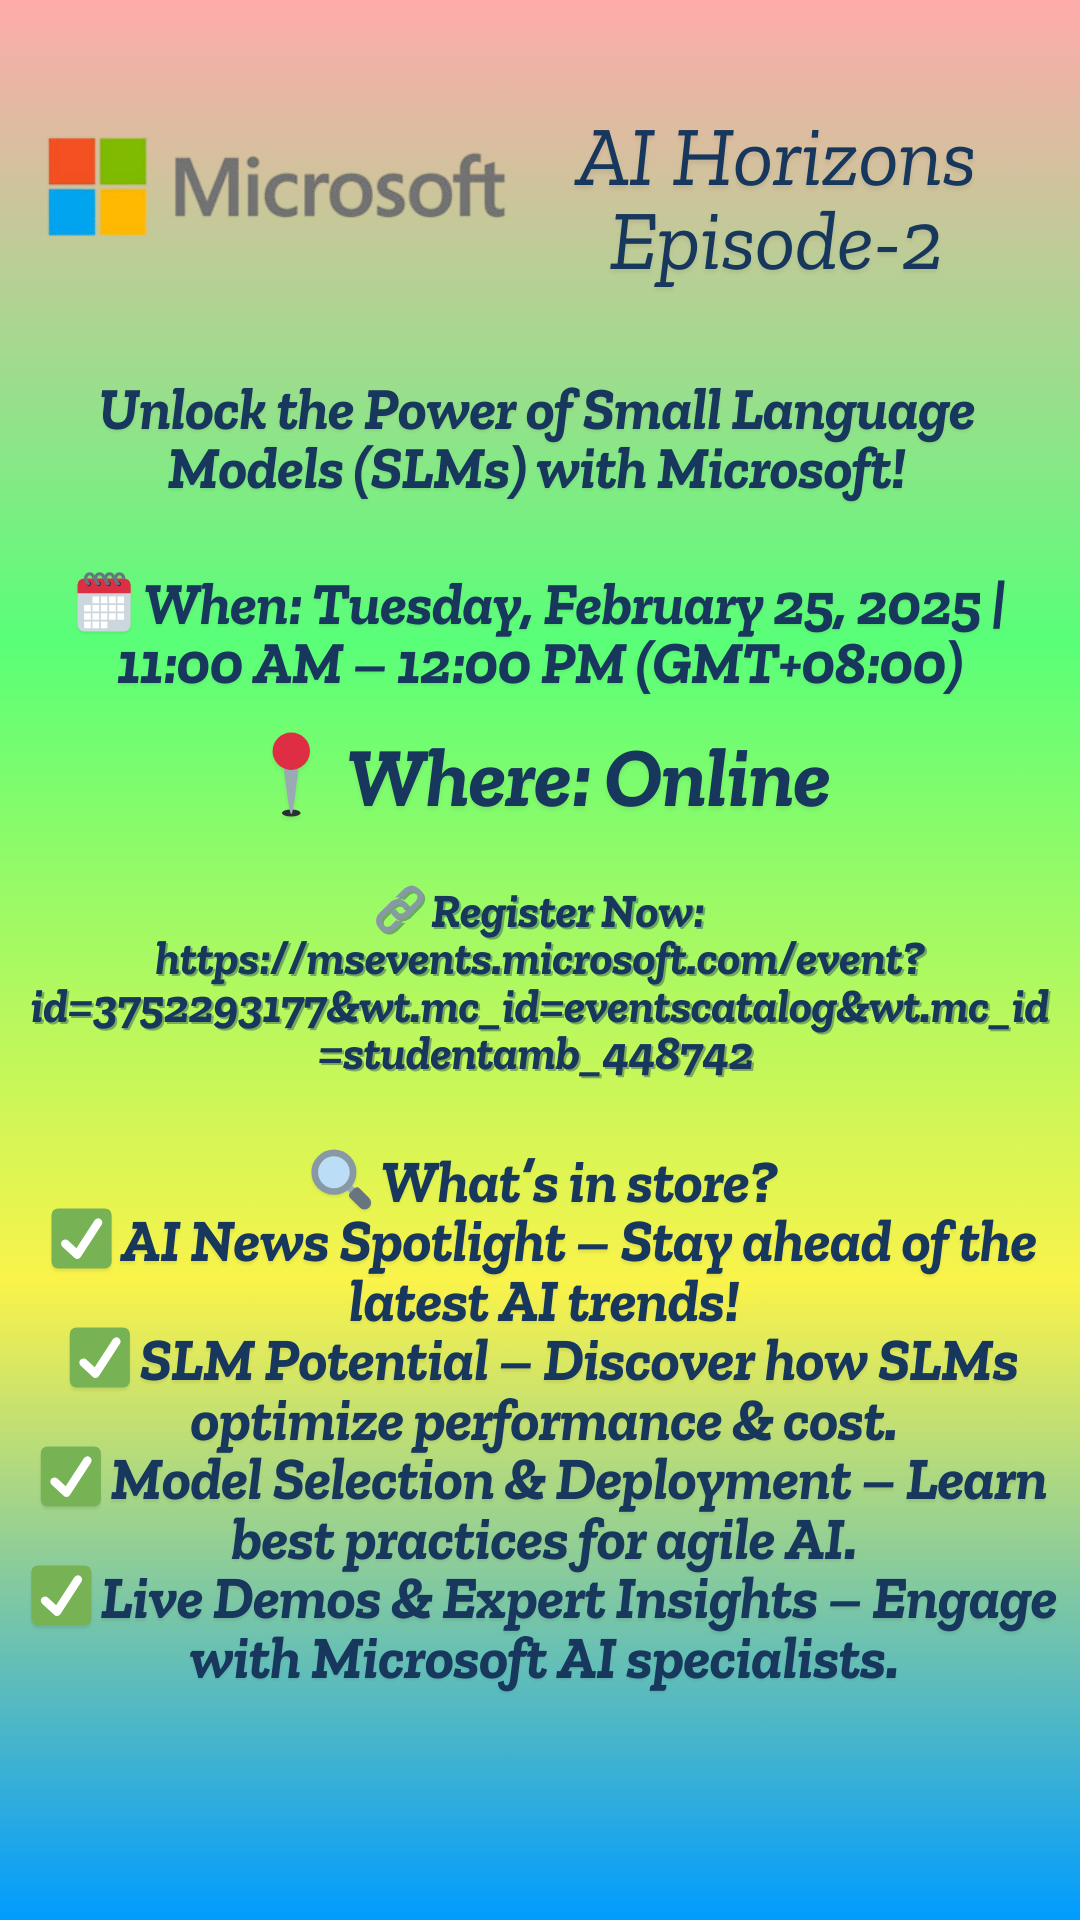 Microsoft
AI Horizons
Episode-2
Unlock the Power of Small Language
Models (SLMs) with Microsoft!
🗓️ When: Tuesday, February 25, 2025 |
11:00 AM – 12:00 PM (GMT+08:00)
📍 Where: Online
🔗 Register Now:
https://msevents.microsoft.com/event?
id=3752293177&wt.mc_id=eventscatalog&wt.mc_id
=studentamb_448742
🔍 What's in store?
✅ AI News Spotlight – Stay ahead of the
latest AI trends!
✅ SLM Potential – Discover how SLMs
optimize performance & cost.
✅ Model Selection & Deployment – Learn
best practices for agile AI.
✅ Live Demos & Expert Insights – Engage
with Microsoft AI specialists.